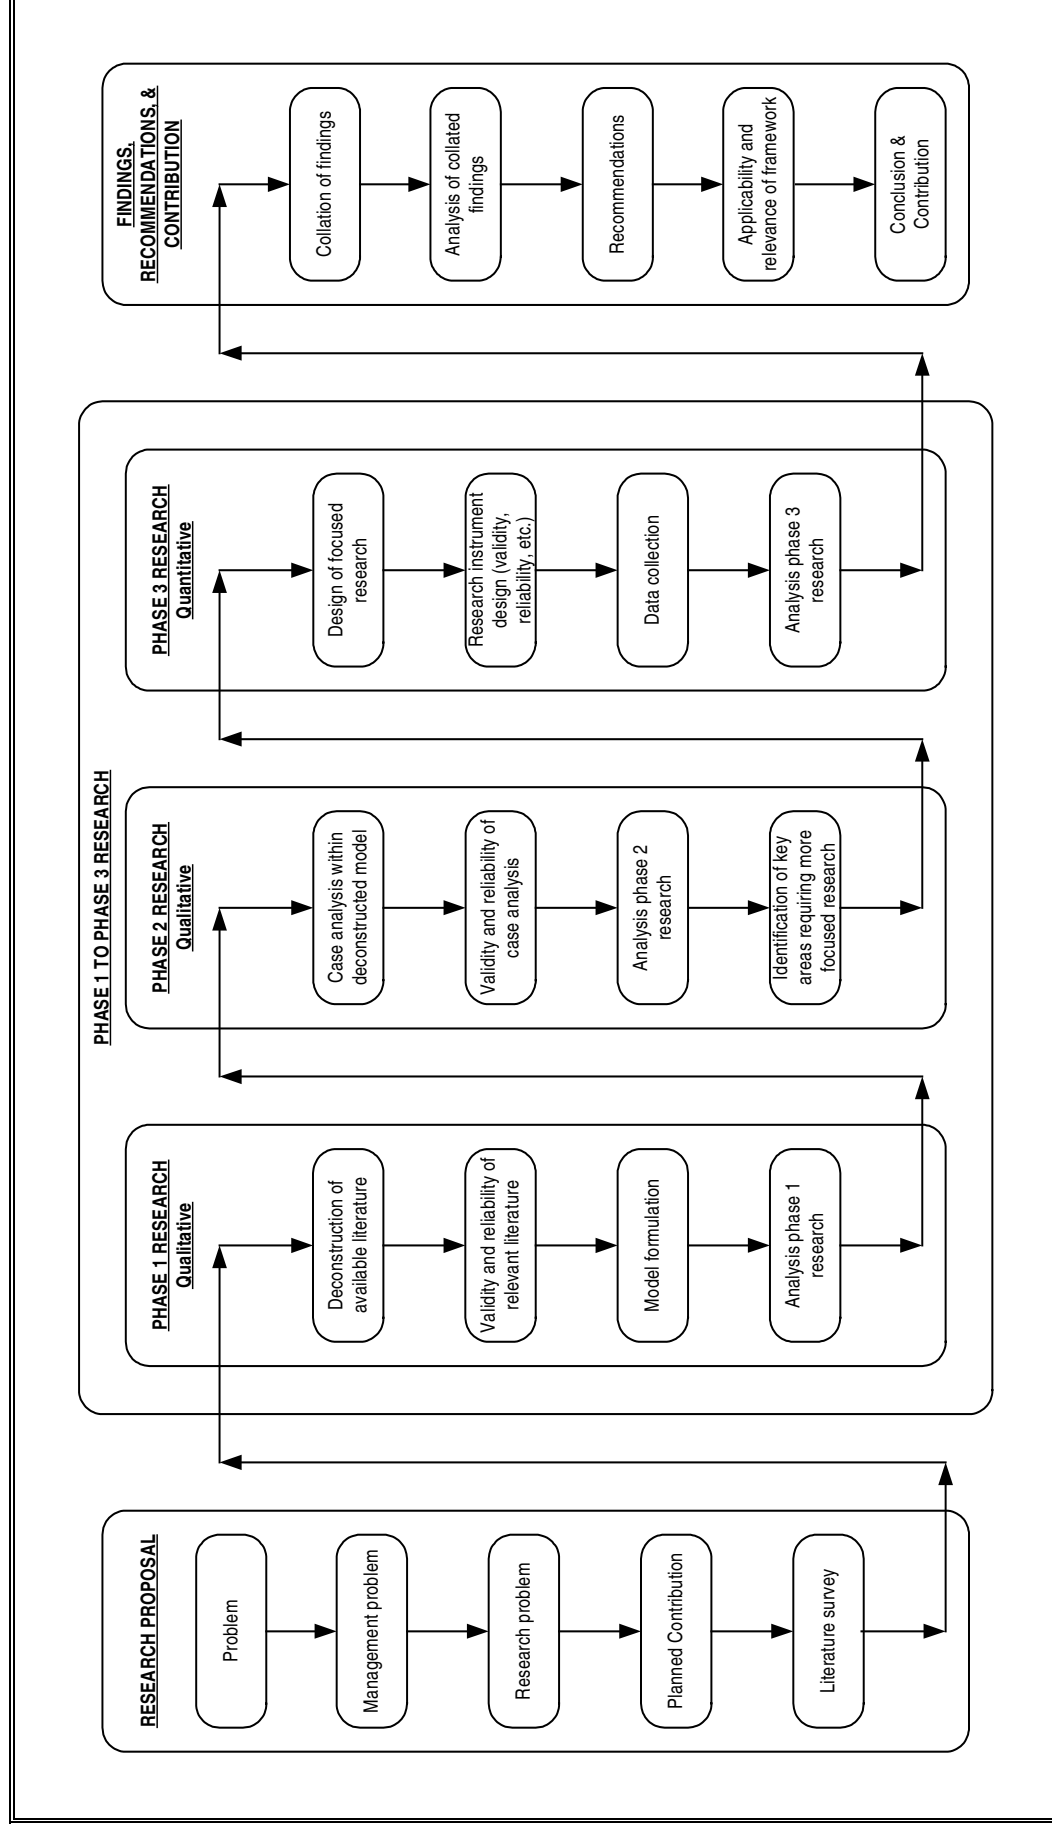 RESEARCH PROPOSAL
Problem
Management problem
Research problem
Planned Contribution
Literature survey
PHASE 1 TO PHASE 3 RESEARCH
PHASE 1 RESEARCH
Qualitative
Deconstruction of
available literature
Validity and reliability of
relevant literature
Model formulation
Analysis phase 1
research
PHASE 2 RESEARCH
Qualitative
Case analysis within
deconstructed model
Validity and reliability of
case analysis
Analysis phase 2
research
Identification of key
areas requiring more
focused research
PHASE 3 RESEARCH
Quantitative
Design of focused
research
Research instrument
design (validity,
reliability, etc.)
Data collection
Analysis phase 3
research
FINDINGS,
RECOMMENDATIONS, &
CONTRIBUTION
Collation of findings
Analysis of collated
findings
Recommendations
Applicability and
relevance of framework
Conclusion &
Contribution